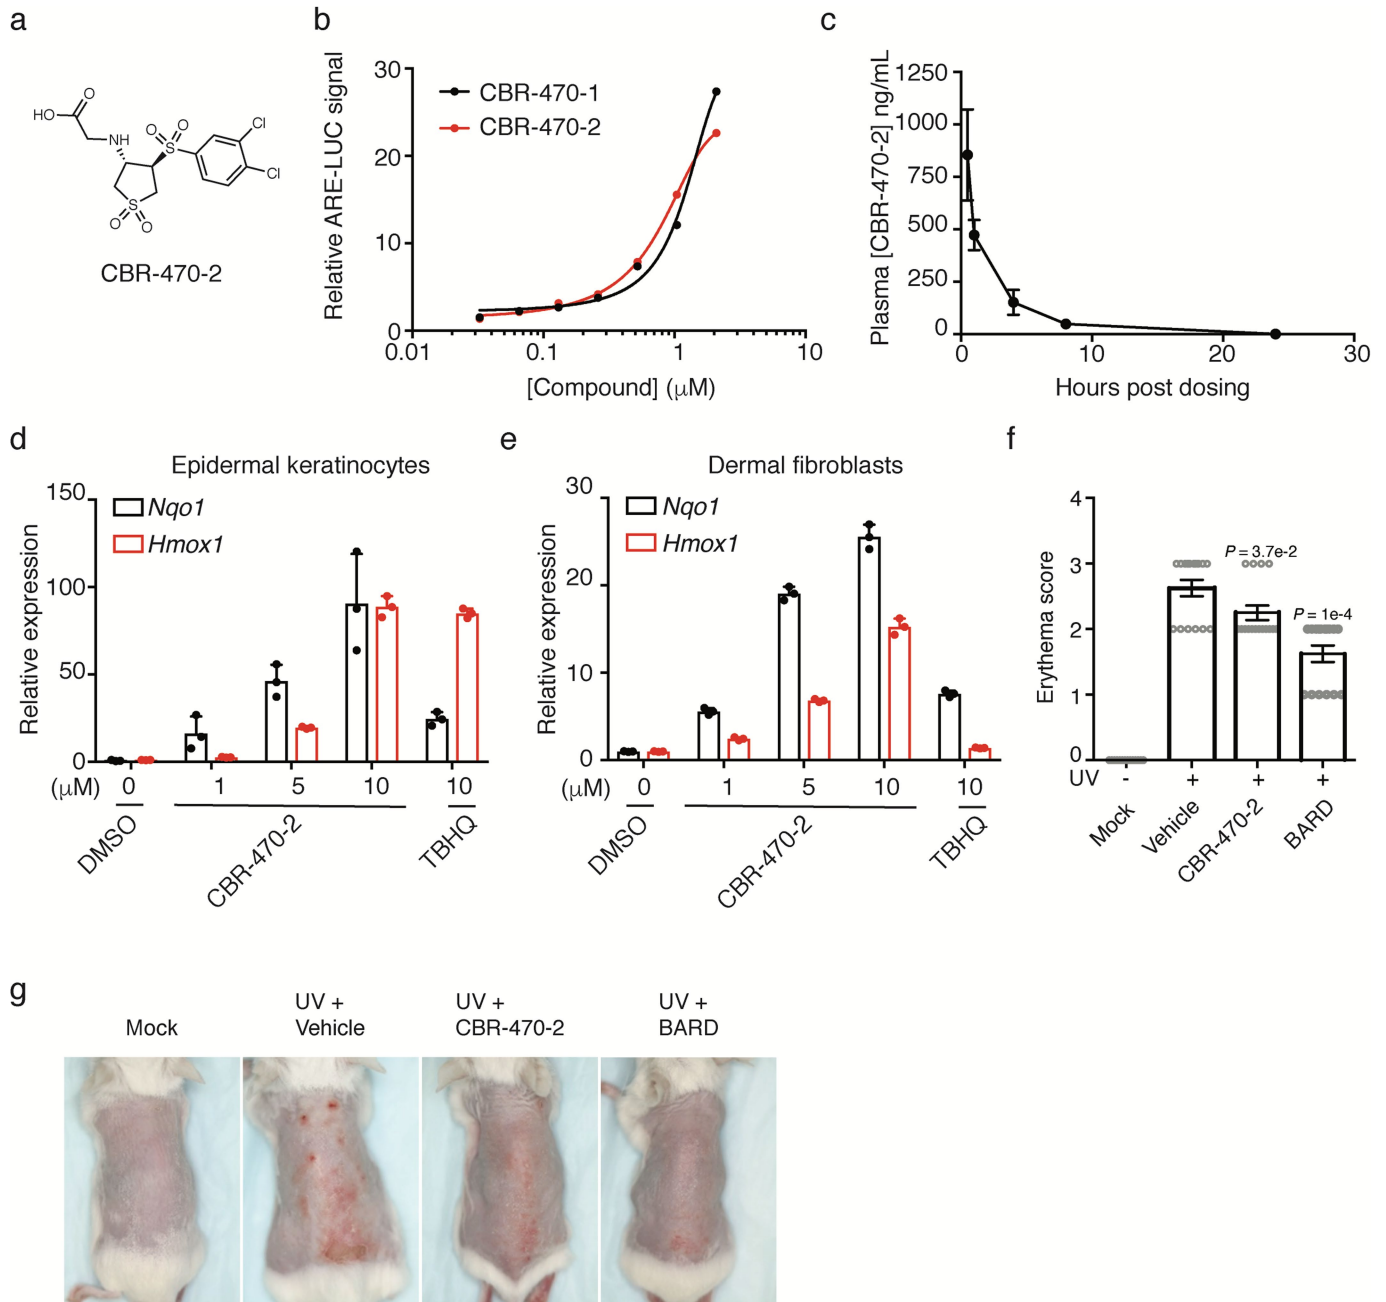 a
HO
O
NH
O
O
S
Cl
Cl
S
O
O
CBR-470-2
b
Relative ARE-LUC signal
30
20
10
0
0.01
0.1
1
10
[Compound] (μM)
CBR-470-1
CBR-470-2
c
Plasma [CBR-470-2] ng/mL
1250
1000
750
500
250
0
0
10
20
30
Hours post dosing
d
Epidermal keratinocytes
Relative expression
150
100
50
0
Nqo1
Hmox1
(μM)
0
1
5
10
10
DMSO
CBR-470-2
TBHQ
e
Dermal fibroblasts
Relative expression
30
20
10
0
Nqo1
Hmox1
(μM)
0
1
5
10
10
DMSO
CBR-470-2
TBHQ
f
Erythema score
4
3
2
1
0
P = 3.7e-2
P = 1e-4
UV - + + +
Mock
Vehicle
CBR-470-2
BARD
g
Mock
UV +
Vehicle
UV +
CBR-470-2
UV +
BARD